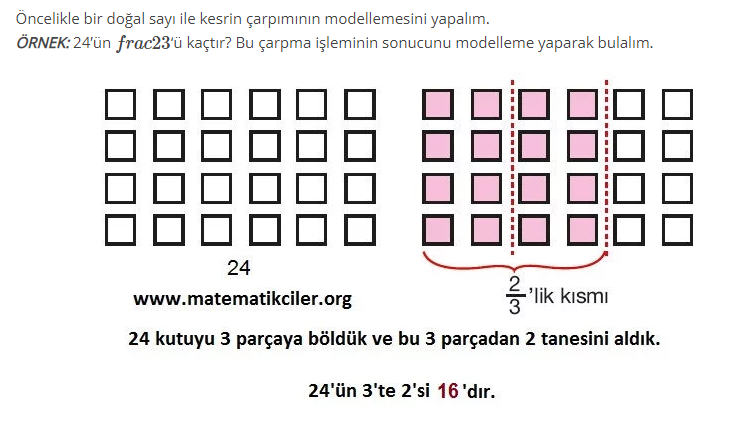 Öncelikle bir doğal sayı ile kesrin çarpımının modellemesini yapalım.
ÖRNEK: 24'ün frac23'ü kaçtır? Bu çarpma işleminin sonucunu modelleme yaparak bulalım.
24
www.matematikciler.org
2/3'lik kısmı
24 kutuyu 3 parçaya böldük ve bu 3 parçadan 2 tanesini aldık.
24'ün 3'te 2'si 16'dır.